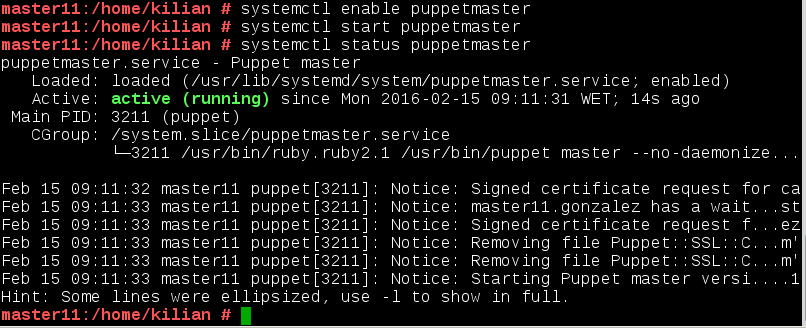 master11:/home/kilian # systemctl enable puppetmaster
master11:/home/kilian # systemctl start puppetmaster
master11:/home/kilian # systemctl status puppetmaster
puppetmaster.service - Puppet master
   Loaded: loaded (/usr/lib/systemd/system/puppetmaster.service; enabled)
   Active: active (running) since Mon 2016-02-15 09:11:31 WET; 14s ago
 Main PID: 3211 (puppet)
   CGroup: /system.slice/puppetmaster.service
           └─3211 /usr/bin/ruby.ruby2.1 /usr/bin/puppet master --no-daemonize...

Feb 15 09:11:32 master11 puppet[3211]: Notice: Signed certificate request for ca
Feb 15 09:11:33 master11 puppet[3211]: Notice: master11.gonzalez has a wait...st
Feb 15 09:11:33 master11 puppet[3211]: Notice: Signed certificate request f...ez
Feb 15 09:11:33 master11 puppet[3211]: Notice: Removing file Puppet::SSL::C...m'
Feb 15 09:11:33 master11 puppet[3211]: Notice: Removing file Puppet::SSL::C...m'
Feb 15 09:11:33 master11 puppet[3211]: Notice: Starting Puppet master versi....1
Hint: Some lines were ellipsized, use -l to show in full.
master11:/home/kilian #